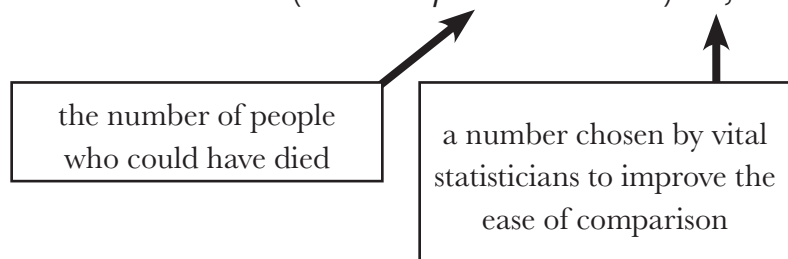 the number of people
who could have died
a number chosen by vital
statisticians to improve the
ease of comparison